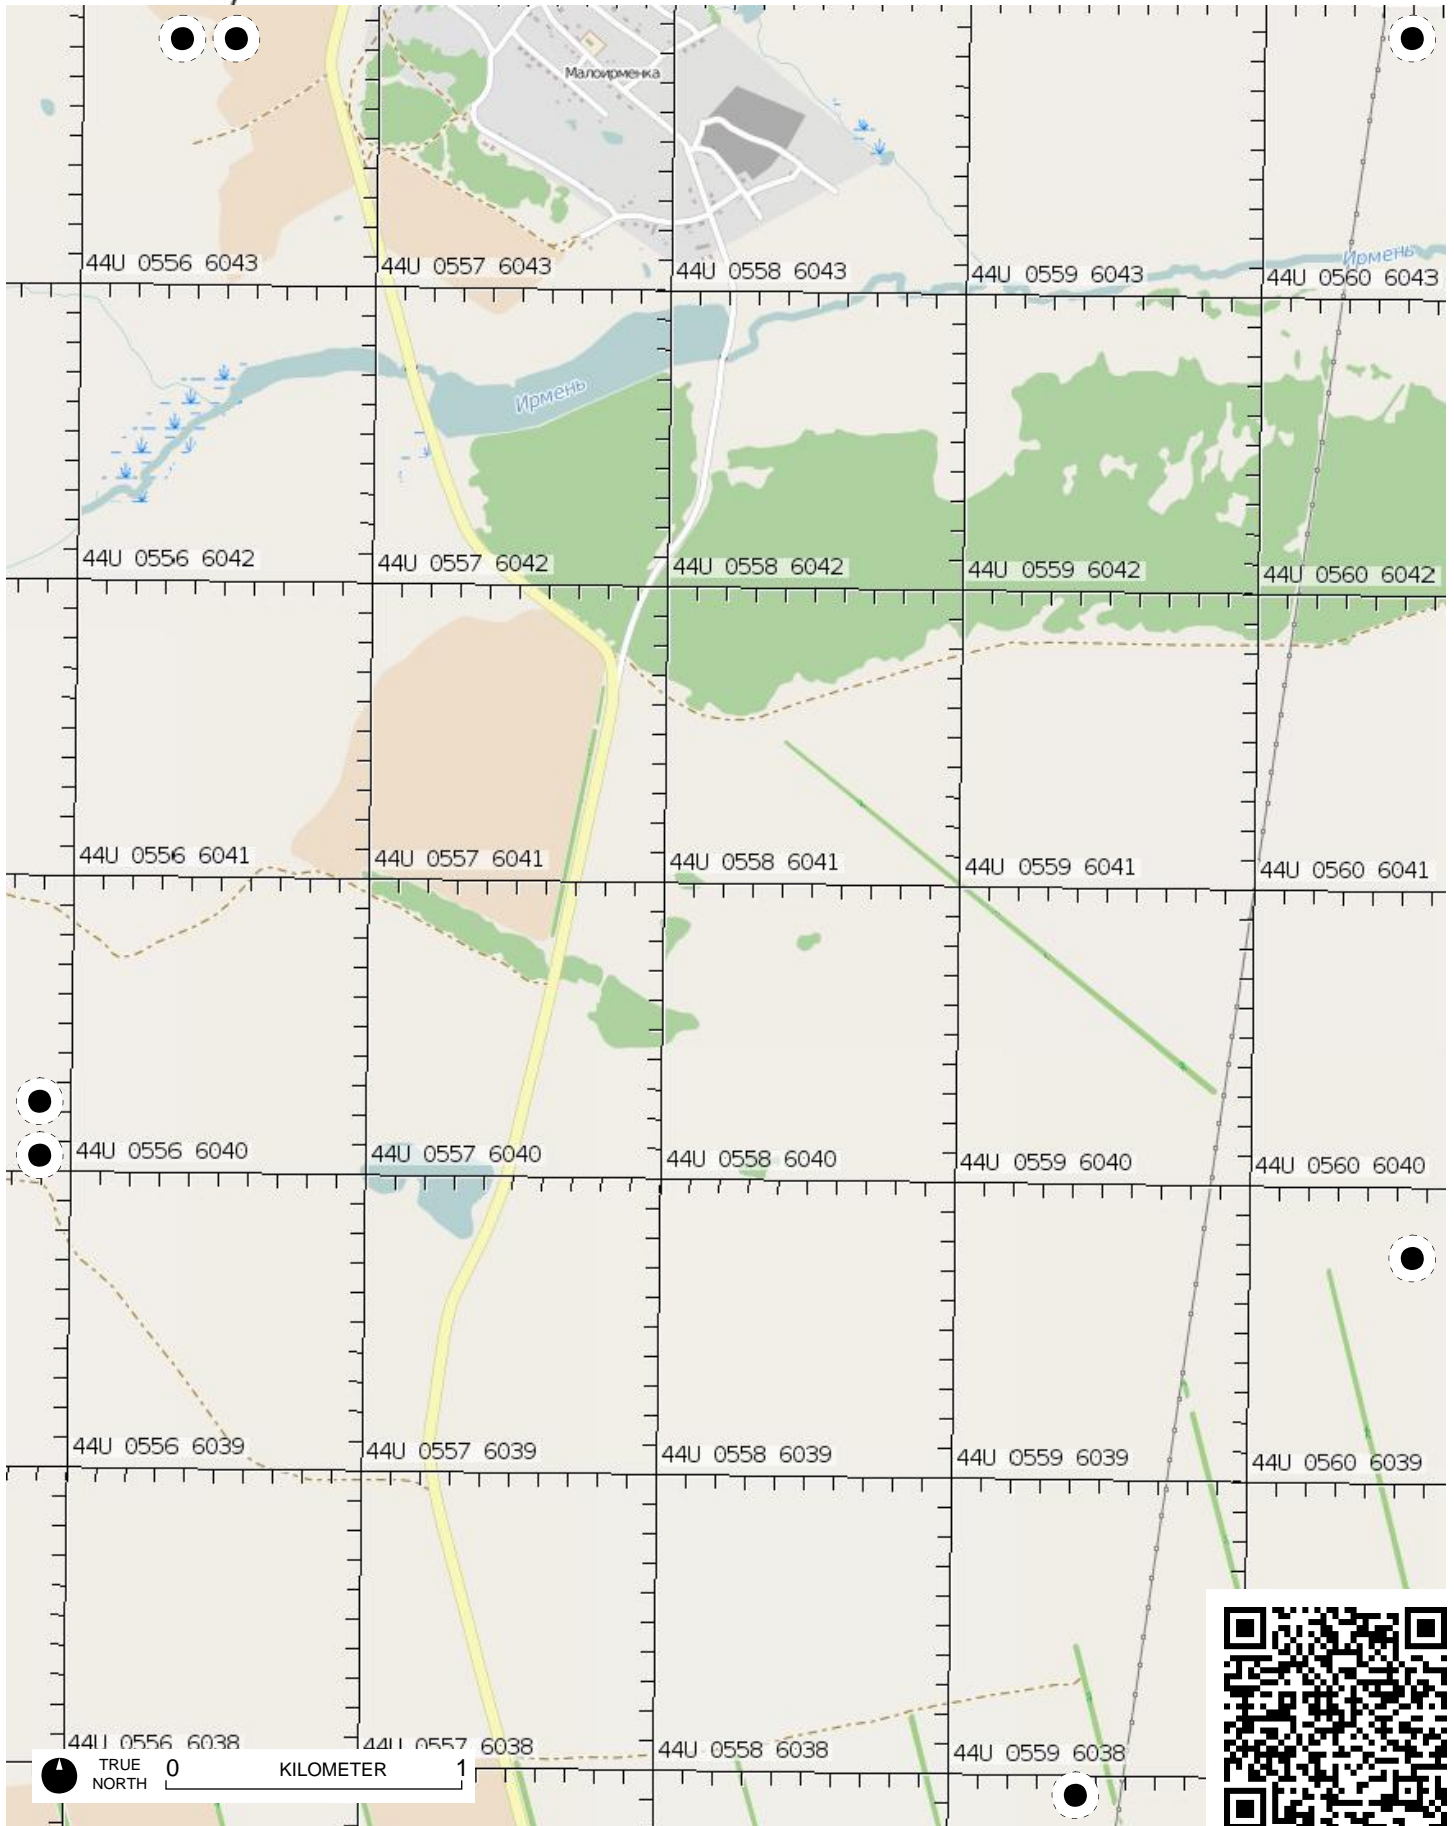 Малоирменка
44U 0556 6043
44U 0557 6043
44U 0558 6043
44U 0559 6043
Ирмень
44U 0560 6043
Ирмень
44U 0556 6042
44U 0557 6042
44U 0558 6042
44U 0559 6042
44U 0560 6042
44U 0556 6041
44U 0557 6041
44U 0558 6041
44U 0559 6041
44U 0560 6041
44U 0556 6040
44U 0557 6040
44U 0558 6040
44U 0559 6040
44U 0560 6040
44U 0556 6039
44U 0557 6039
44U 0558 6039
44U 0559 6039
44U 0560 6039
44U 0556 6038
44U 0557 6038
44U 0558 6038
44U 0559 6038
TRUE NORTH
0 KILOMETER 1